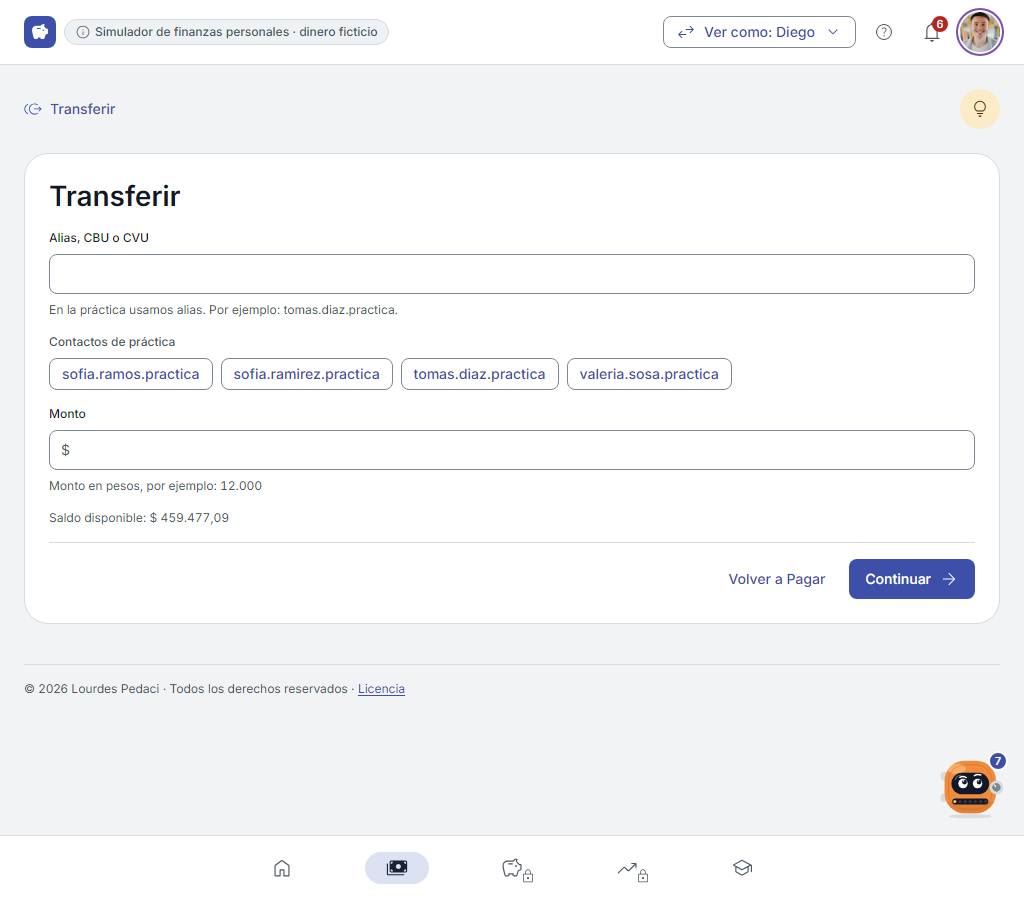 Simulador de finanzas personales · dinero ficticio
Ver como: Diego
6
Transferir
Transferir
Alias, CBU o CVU
En la práctica usamos alias. Por ejemplo: tomas.diaz.practica.
Contactos de práctica
sofia.ramos.practica
sofia.ramirez.practica
tomas.diaz.practica
valeria.sosa.practica
Monto
$
Monto en pesos, por ejemplo: 12.000
Saldo disponible: $ 459.477,09
Volver a Pagar
Continuar
© 2026 Lourdes Pedaci · Todos los derechos reservados · Licencia
7